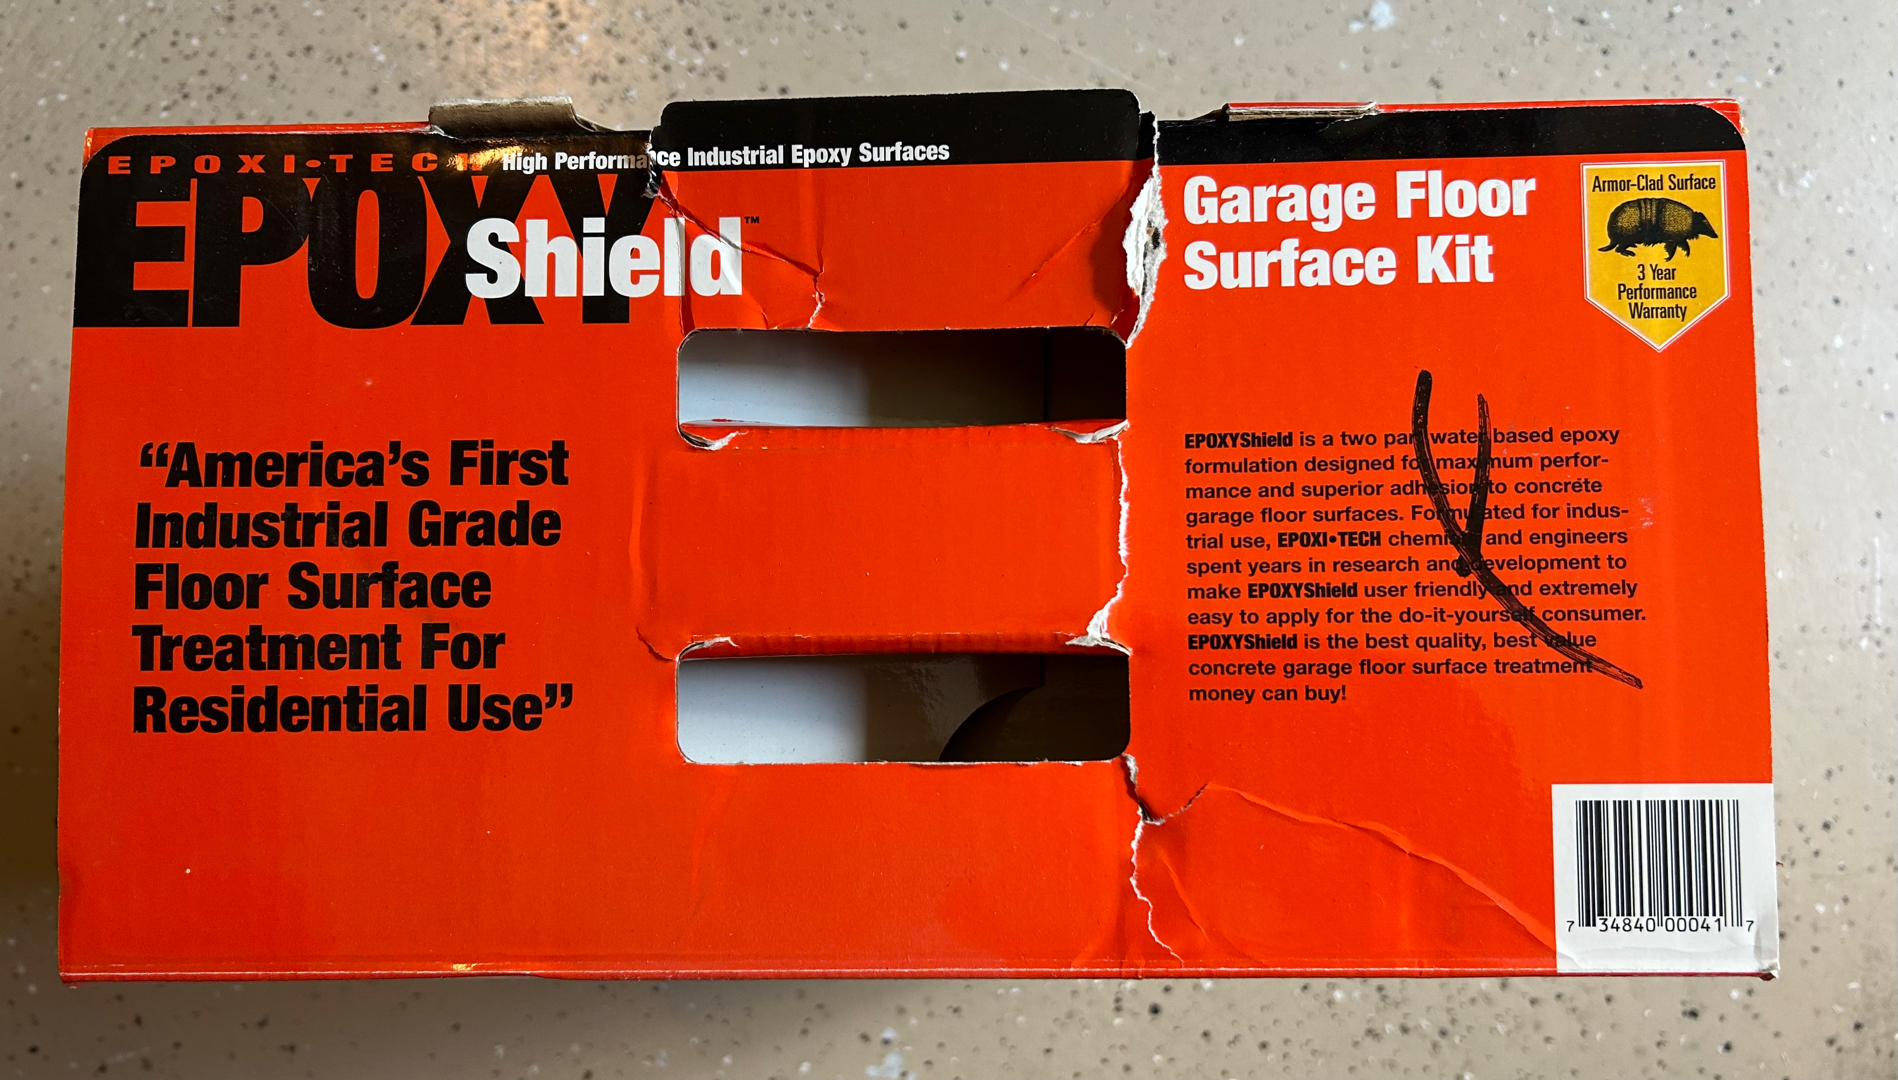 EPOXI•TECH High Performance Industrial Epoxy Surfaces
EPOXY
Shield™
“America’s First
Industrial Grade
Floor Surface
Treatment For
Residential Use”
Garage Floor
Surface Kit
Armor-Clad Surface
3 Year
Performance
Warranty
EPOXYShield is a two part water based epoxy
formulation designed for maximum perfor-
mance and superior adhesion to concrete
garage floor surfaces. Formulated for indus-
trial use, EPOXI•TECH chemists and engineers
spent years in research and development to
make EPOXYShield user friendly and extremely
easy to apply for the do-it-yourself consumer.
EPOXYShield is the best quality, best value
concrete garage floor surface treatment
money can buy!
7 34840 00041 7